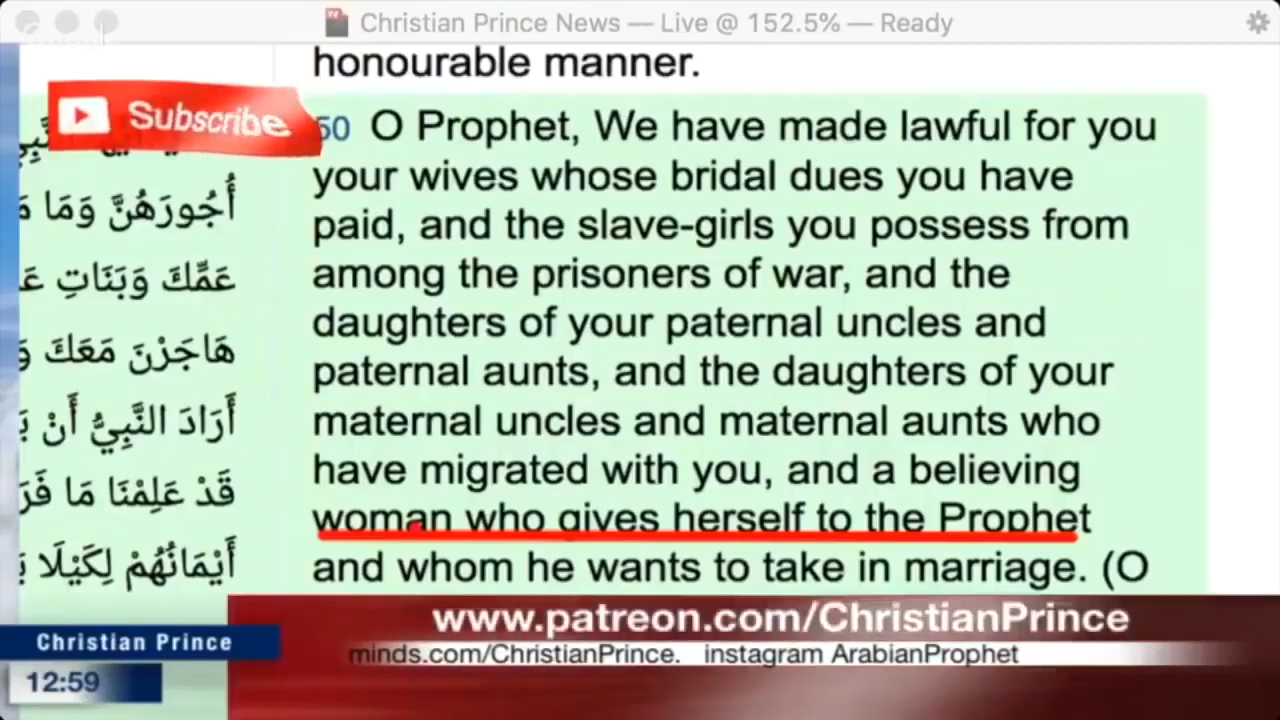 Christian Prince News — Live @ 152.5% — Ready
honourable manner.
Subscribe
50 O Prophet, We have made lawful for you
your wives whose bridal dues you have
paid, and the slave-girls you possess from
among the prisoners of war, and the
daughters of your paternal uncles and
paternal aunts, and the daughters of your
maternal uncles and maternal aunts who
have migrated with you, and a believing
woman who gives herself to the Prophet
and whom he wants to take in marriage. (O
أُجُورَهُنَّ وَمَا
عَمِّكَ وَبَنَاتِ
هَاجَرْنَ مَعَكَ
أَرَادَ النَّبِيُّ أَنْ
قَدْ عَلِمْنَا مَا
أَيْمَانُهُمْ لِكَيْلَا
www.patreon.com/ChristianPrince
minds.com/ChristianPrince. instagram ArabianProphet
Christian Prince
12:59